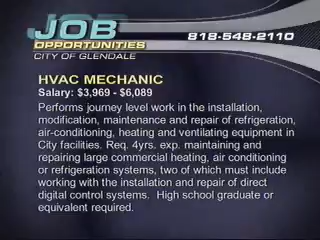 JOB
OPPORTUNITIES
CITY OF GLENDALE
818-548-2110
HVAC MECHANIC
Salary: $3,969 - $6,089
Performs journey level work in the installation,
modification, maintenance and repair of refrigeration,
air-conditioning, heating and ventilating equipment in
City facilities. Req. 4yrs. exp. maintaining and
repairing large commercial heating, air conditioning
or refrigeration systems, two of which must include
working with the installation and repair of direct
digital control systems.  High school graduate or
equivalent required.